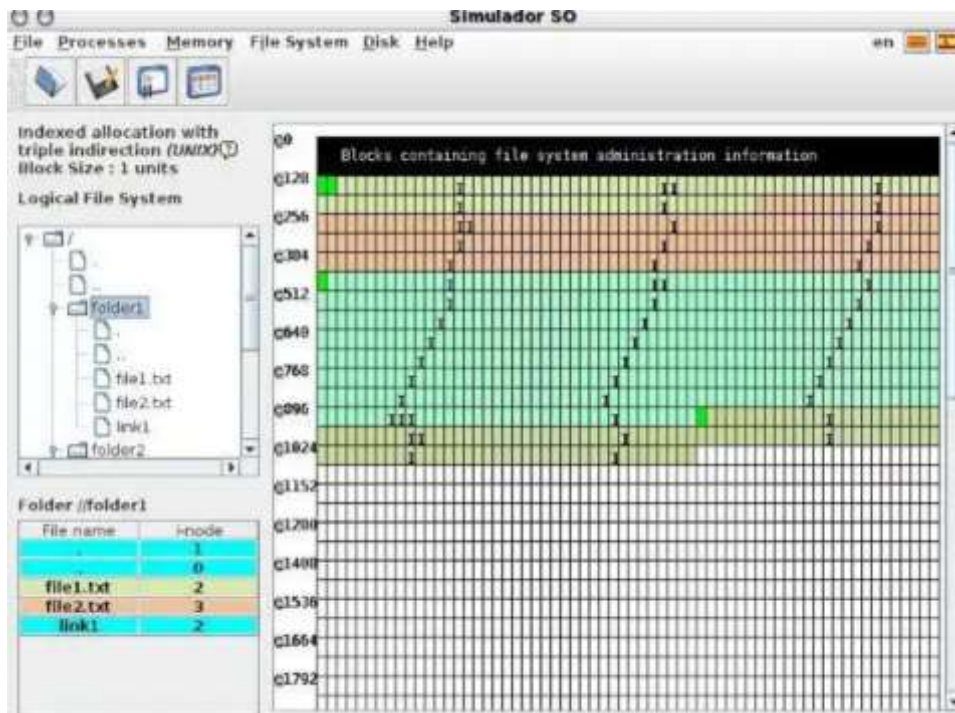 Simulador SO
File Processes Memory File System Disk Help en
Indexed allocation with
triple indirection (UNIX)
Block Size : 1 units
Logical File System
/
.
..
folder1
.
..
file1.txt
file2.txt
link1
folder2
Folder //folder1
File name i-node
. 1
. 0
file1.txt 2
file2.txt 3
link1 2
@0
Blocks containing file system administration information
@128
@256
@384
@512
@640
@768
@896
@1024
@1152
@1280
@1408
@1536
@1664
@1792